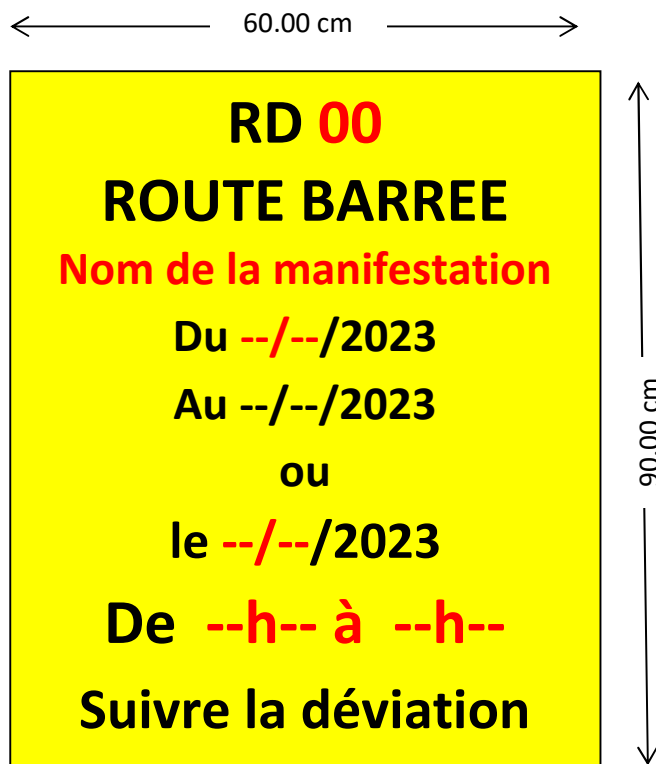 60.00 cm
RD 00
ROUTE BARREE
Nom de la manifestation
Du --/--/2023
Au --/--/2023
ou
le --/--/2023
De --h-- à --h--
Suivre la déviation
90.00 cm